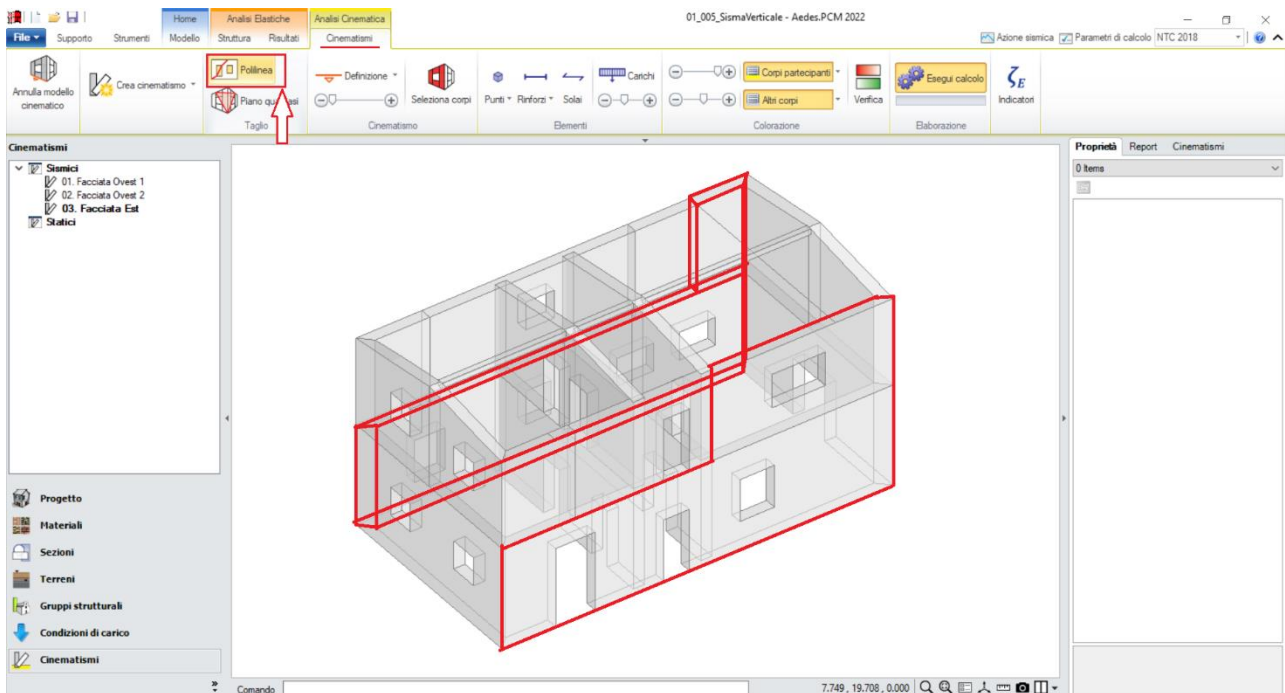 01_005_SismaVerticale - Aedes.PCM 2022
Home
Analisi Elastiche
Analisi Cinematica
File
Supporto
Strumenti
Modello
Struttura
Risultati
Cinematismi
Azione sismica
Parametri di calcolo
NTC 2018
Annulla modello
cinematico
Crea cinematismo
Polilinea
Taglio
Definizione
Seleziona corpi
Cinematismo
Punti
Rinforzi
Solai
Carichi
Elementi
Corpi partecipanti
Altri corpi
Verifica
Colorazione
Esegui calcolo
Elaborazione
ζE
Indicatori
Cinematismi
Sismici
01. Facciata Ovest 1
02. Facciata Ovest 2
03. Facciata Est
Statici
Progetto
Materiali
Sezioni
Terreni
Gruppi strutturali
Condizioni di carico
Cinematismi
Proprietà
Report
Cinematismi
0 Items
Comando
7.749 , 19.708 , 0.000